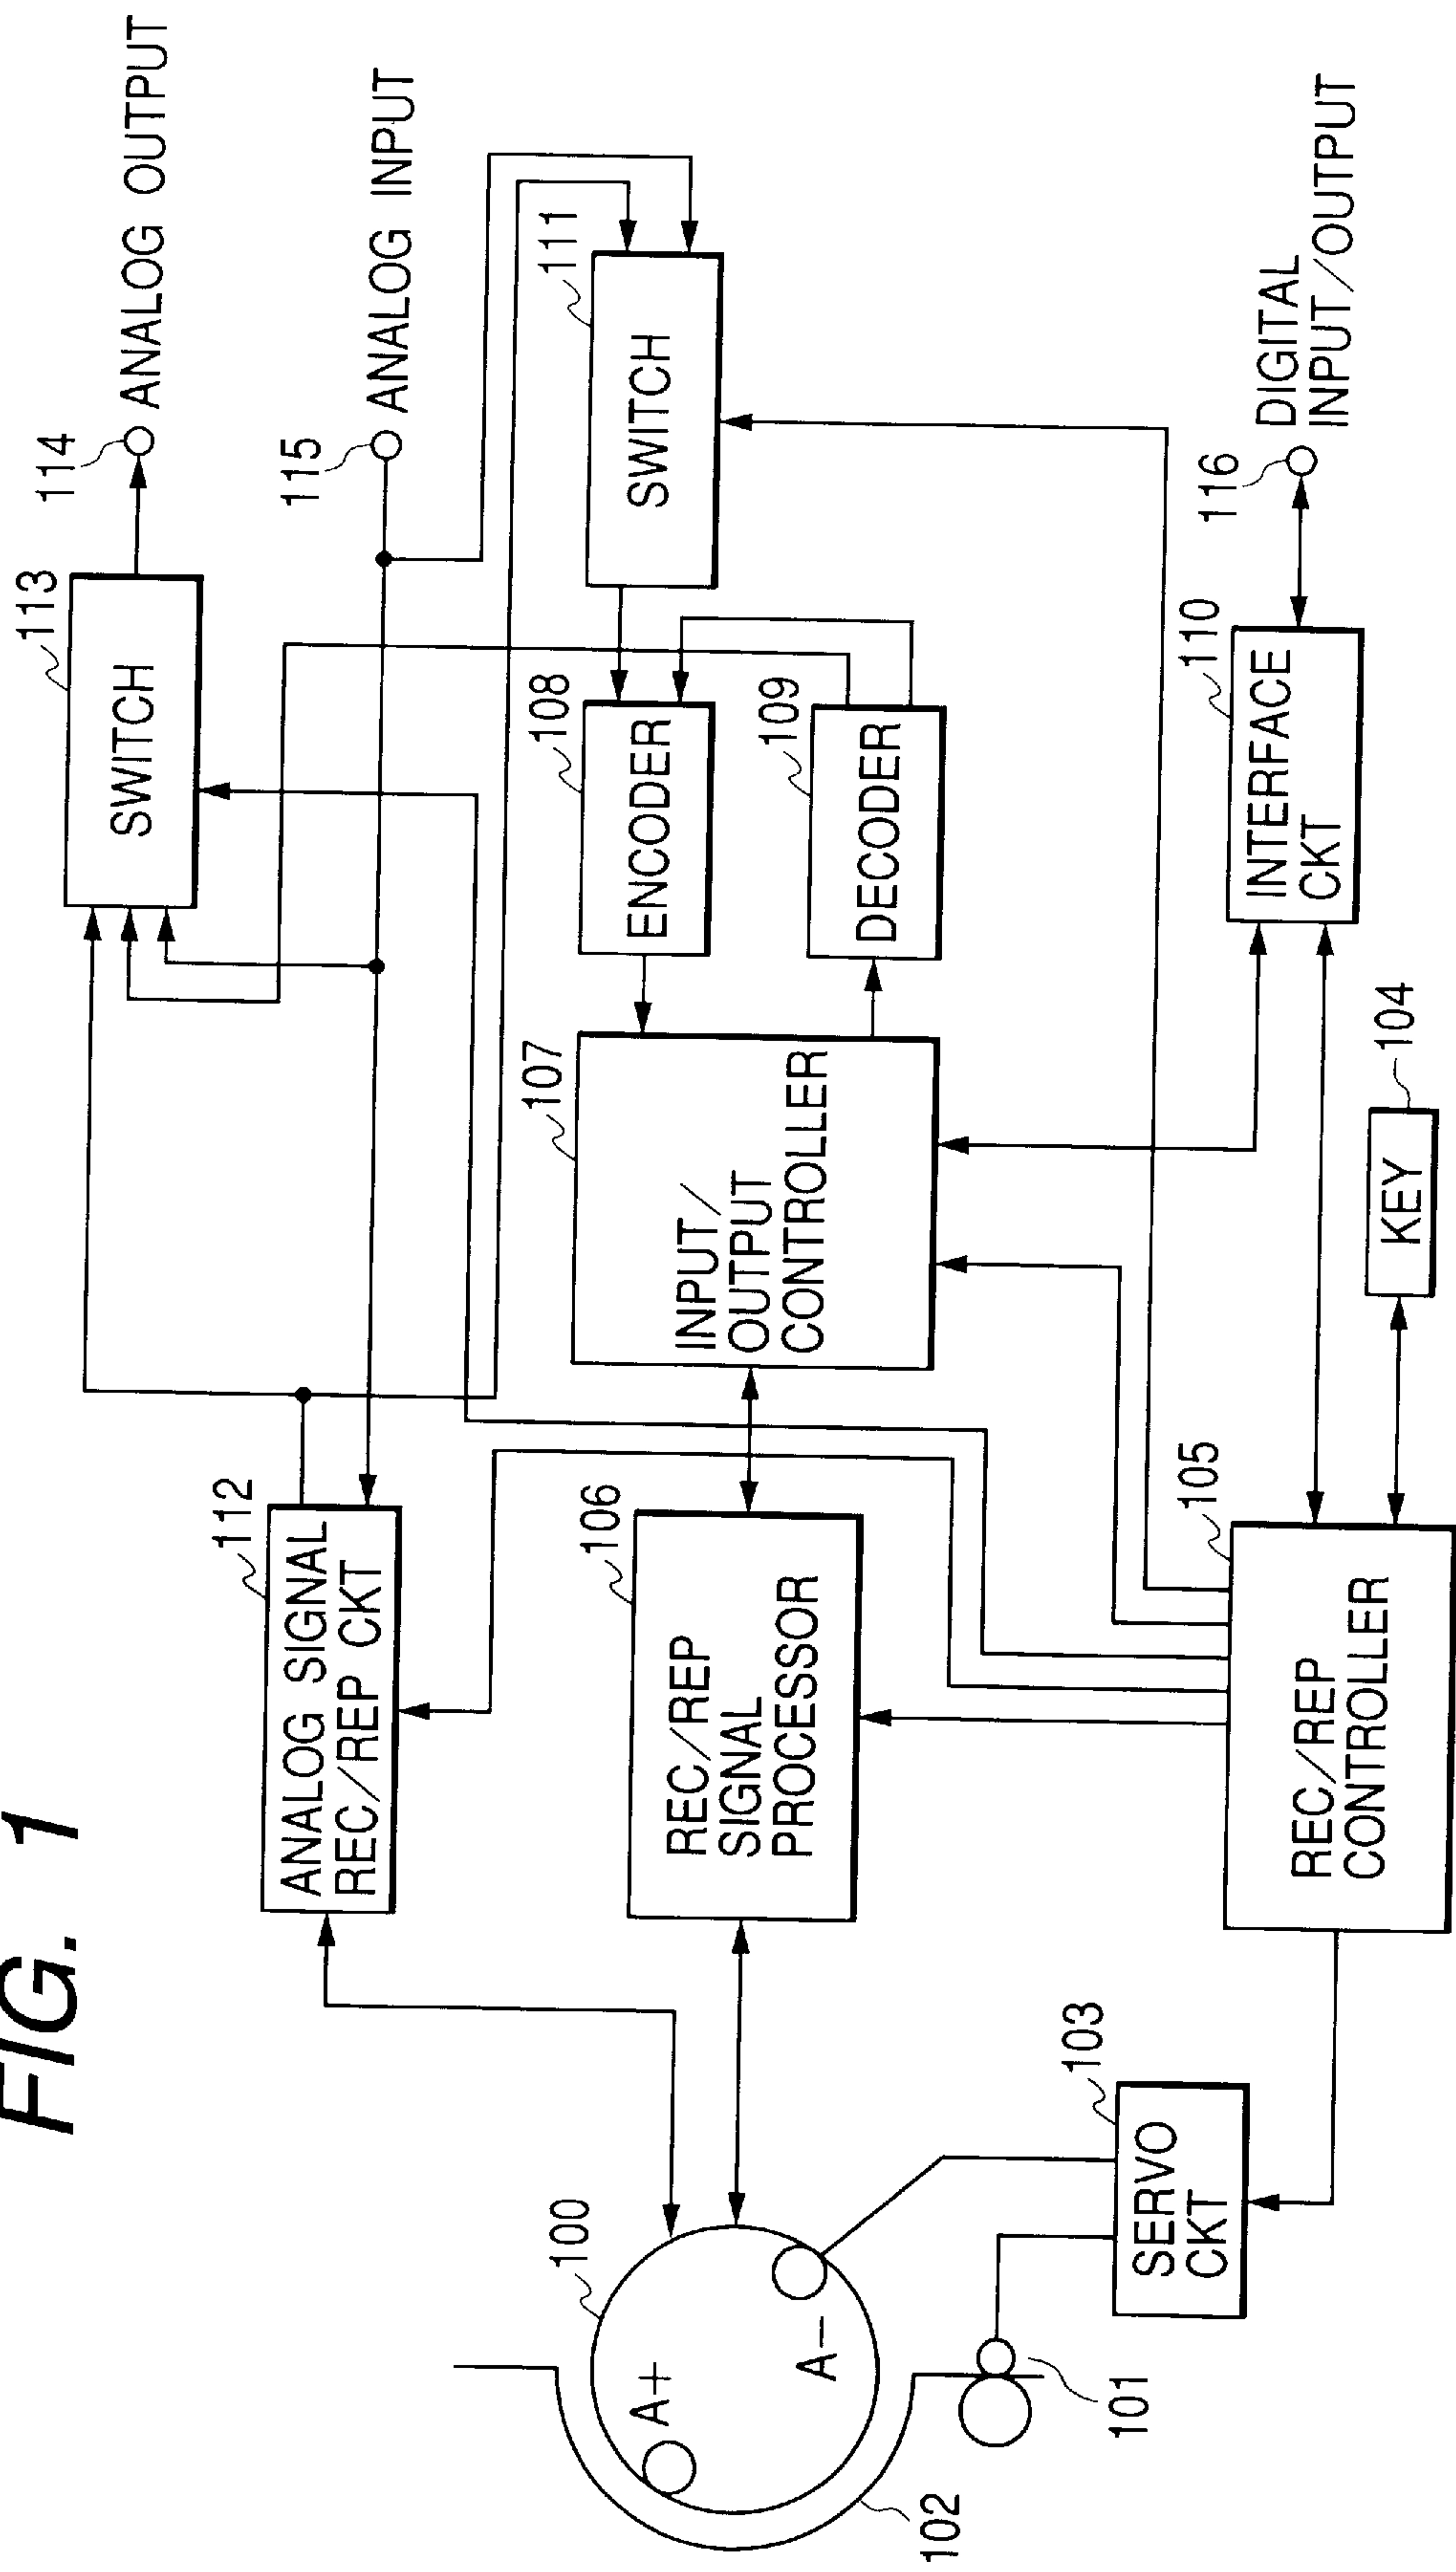 FIG. 1
112
ANALOG SIGNAL
REC/REP CKT
113
SWITCH
114
ANALOG OUTPUT
115
ANALOG INPUT
100
A+
A-
102
101
106
REC/REP
SIGNAL
PROCESSOR
107
INPUT/
OUTPUT
CONTROLLER
108
ENCODER
109
DECODER
111
SWITCH
103
SERVO
CKT
105
REC/REP
CONTROLLER
104
KEY
110
INTERFACE
CKT
116
DIGITAL
INPUT/OUTPUT